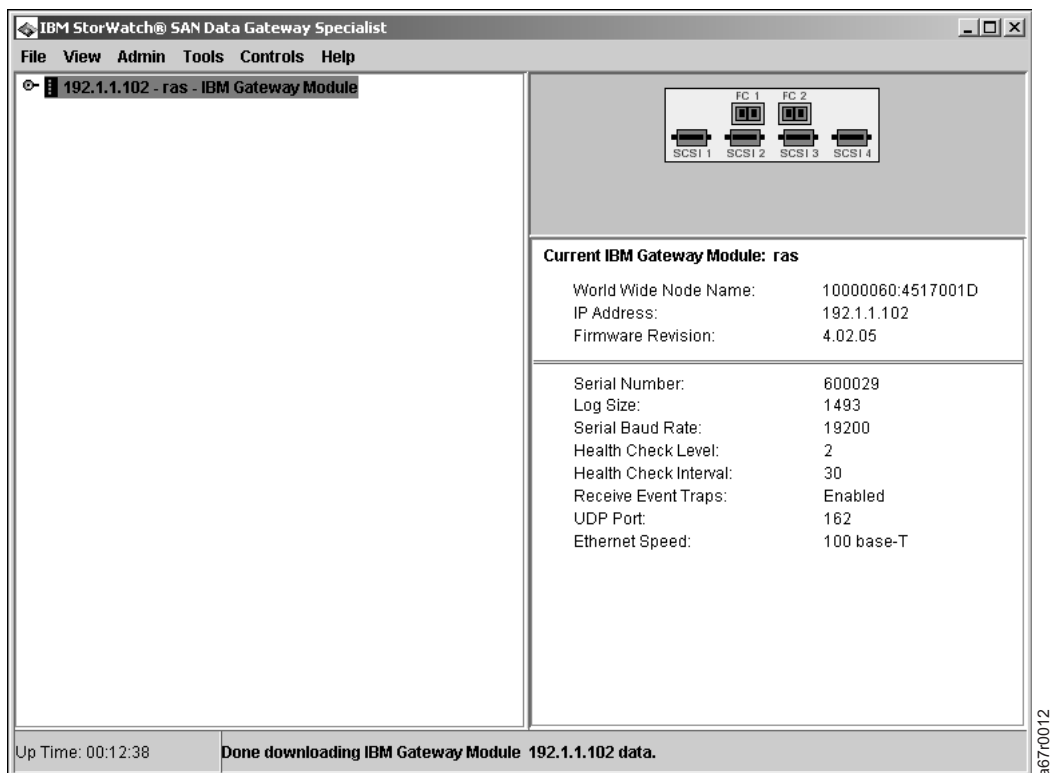 IBM StorWatch® SAN Data Gateway Specialist
File View Admin Tools Controls Help
192.1.1.102 - ras - IBM Gateway Module
FC 1 FC 2
SCSI 1 SCSI 2 SCSI 3 SCSI 4
Current IBM Gateway Module: ras
World Wide Node Name: 10000060:4517001D
IP Address: 192.1.1.102
Firmware Revision: 4.02.05
Serial Number: 600029
Log Size: 1493
Serial Baud Rate: 19200
Health Check Level: 2
Health Check Interval: 30
Receive Event Traps: Enabled
UDP Port: 162
Ethernet Speed: 100 base-T
Up Time: 00:12:38 Done downloading IBM Gateway Module 192.1.1.102 data.
a67r0012